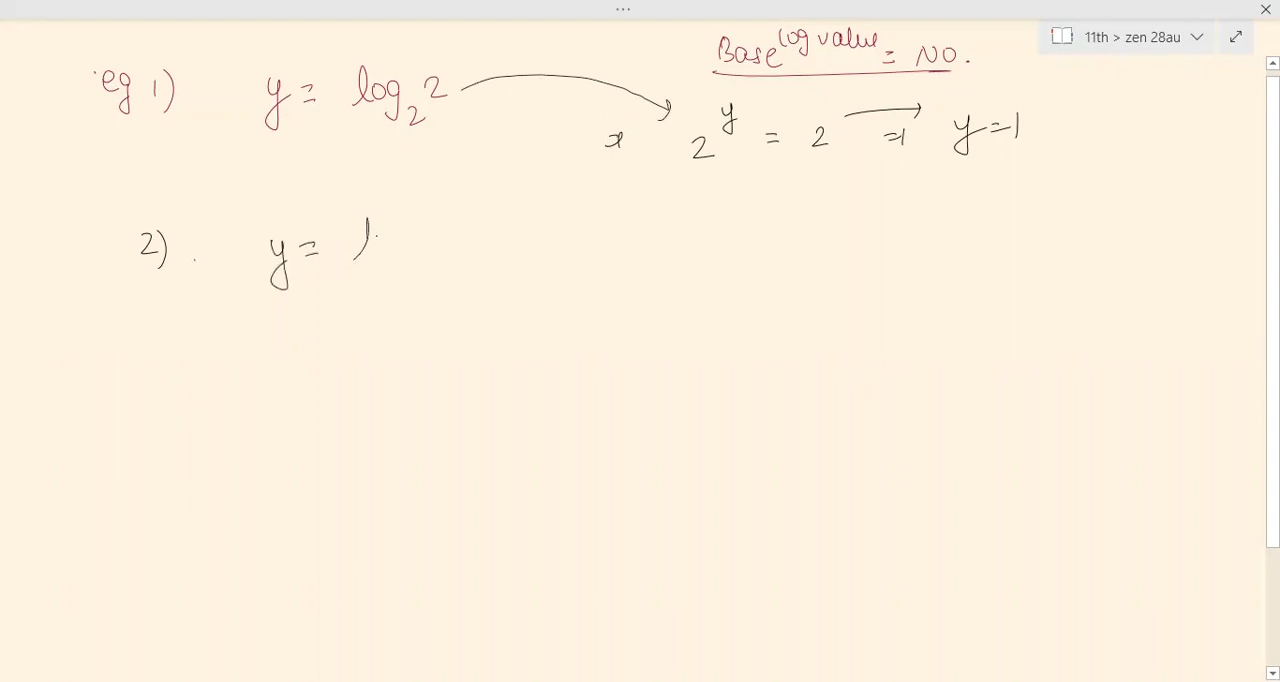 ...
11th > zen 28au
Base^log value = NO.
eg 1) y = log₂2
2^y = 2 ⇒ y = 1
2). y = l